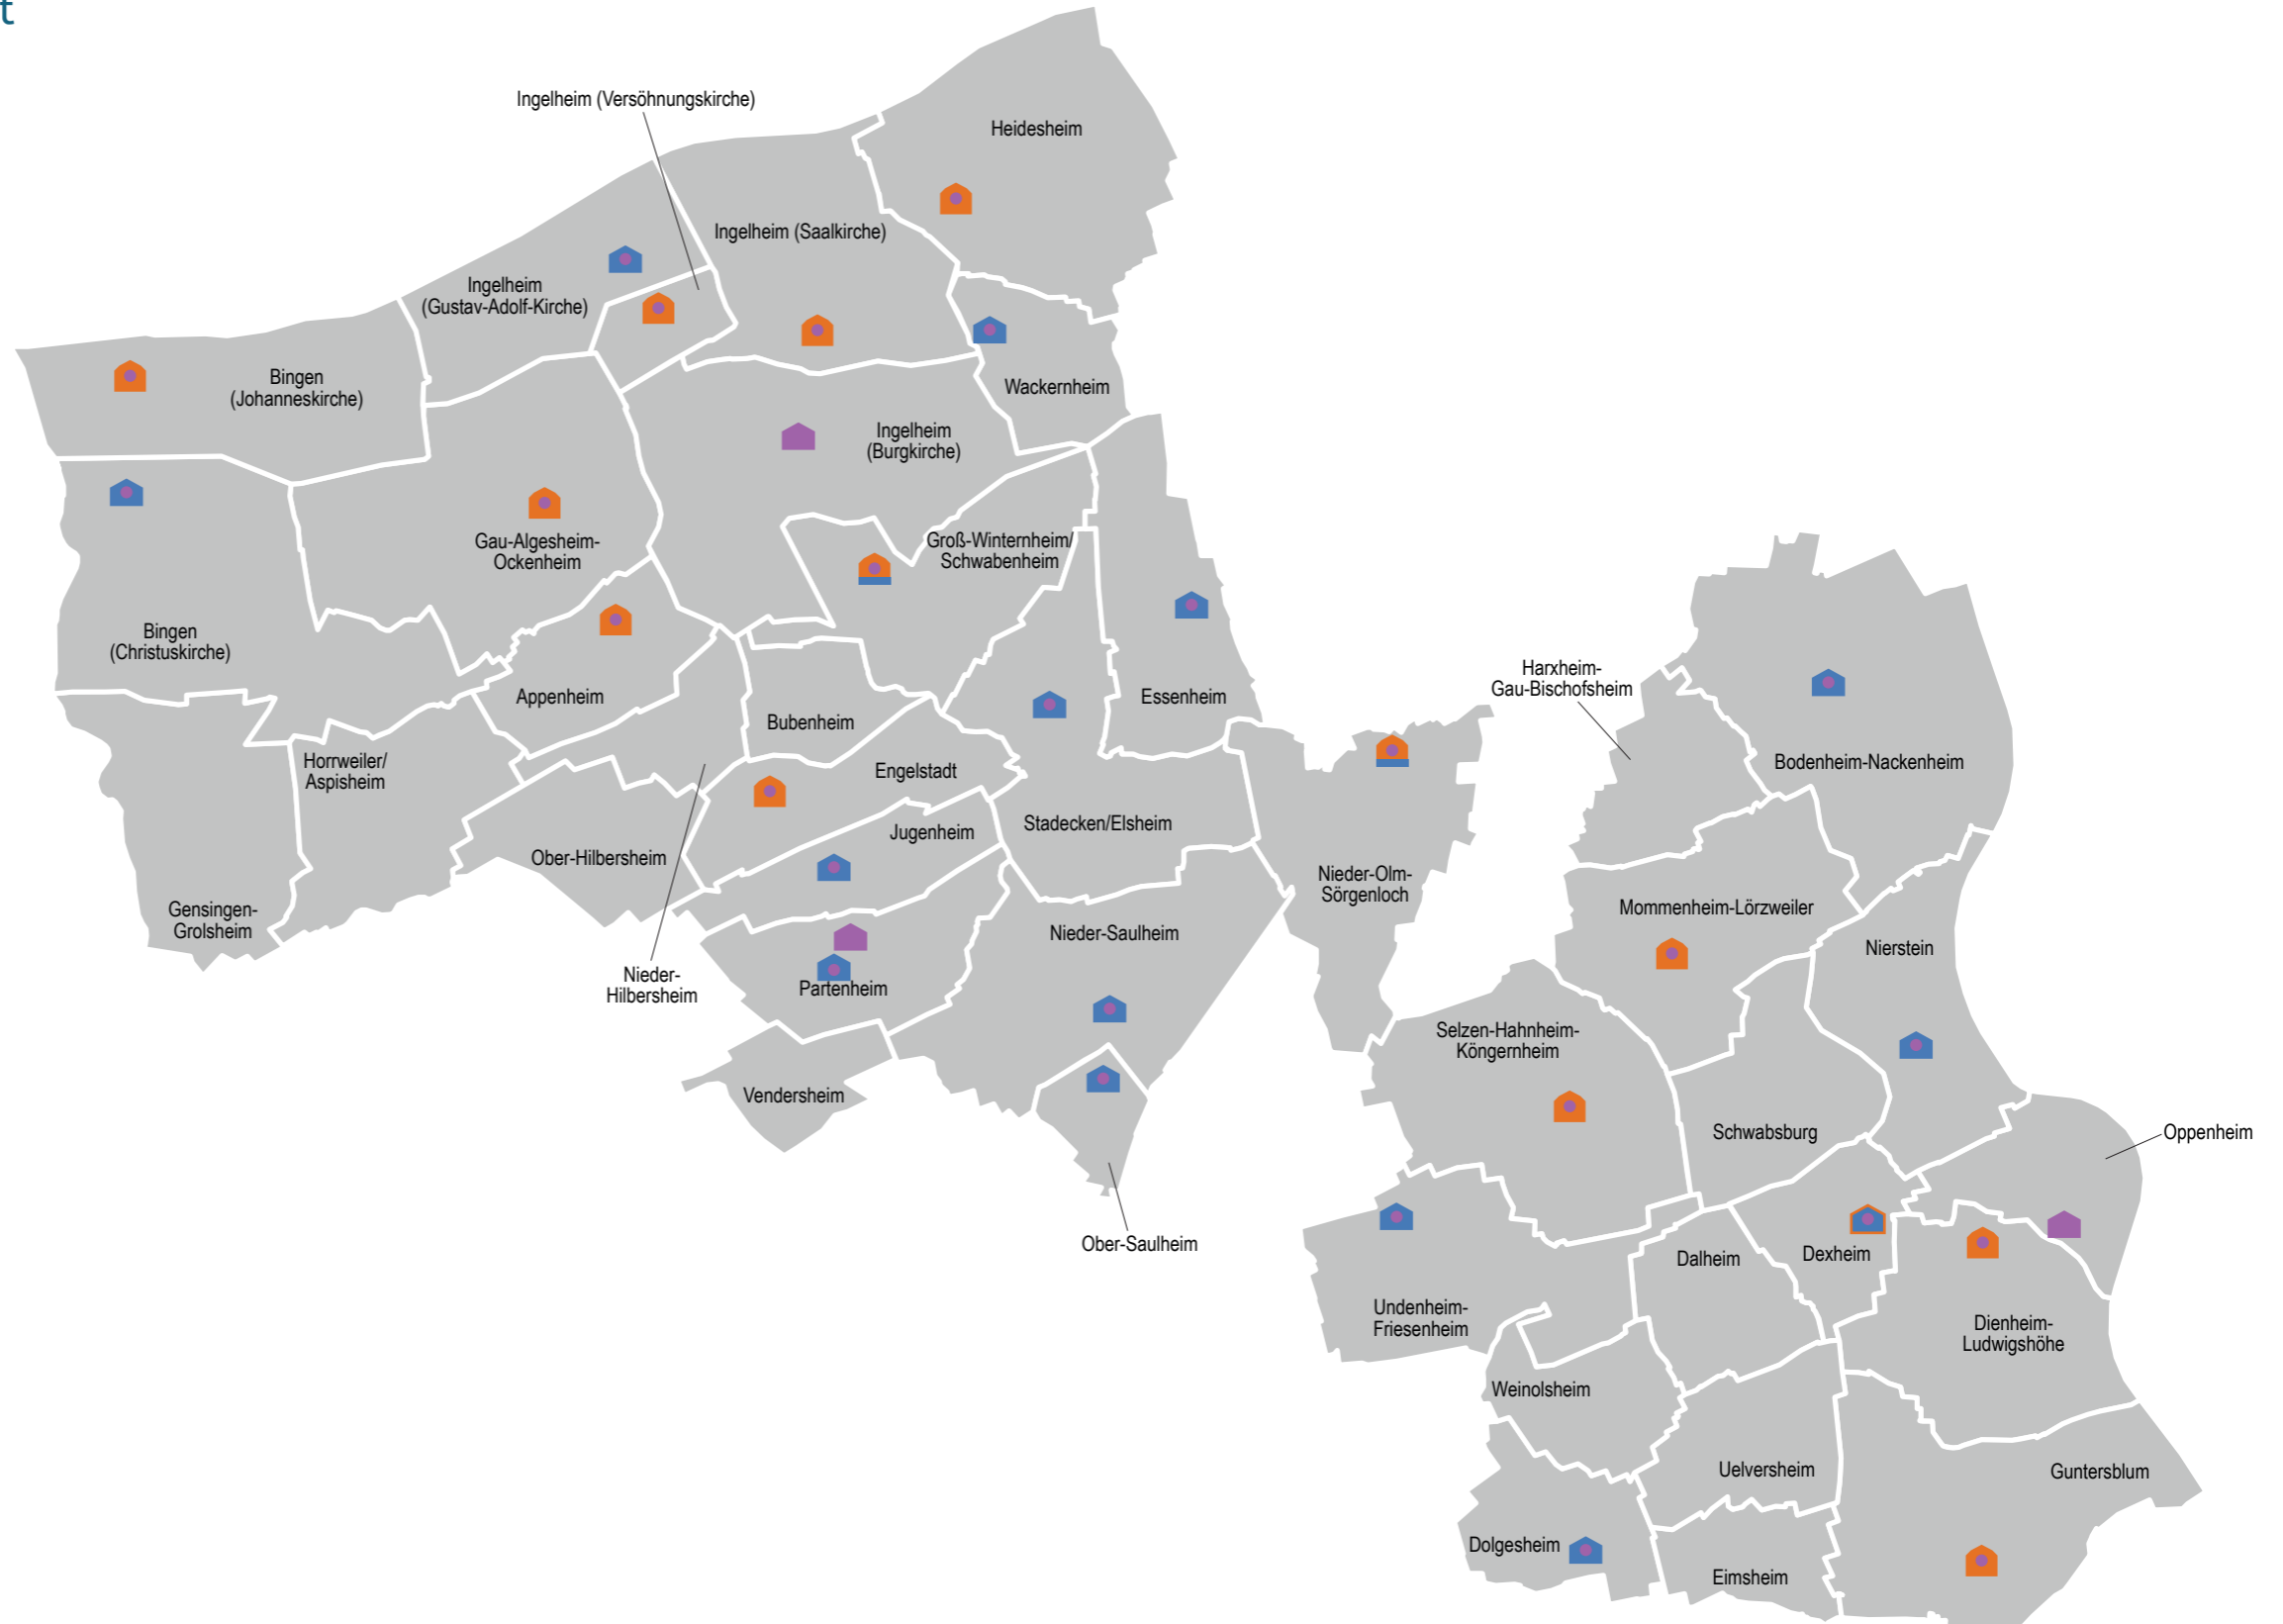 t
Ingelheim (Versöhnungskirche)
Heidesheim
Ingelheim (Saalkirche)
Ingelheim
(Gustav-Adolf-Kirche)
Bingen
(Johanneskirche)
Wackernheim
Ingelheim
(Burgkirche)
Gau-Algesheim-
Ockenheim
Groß-Winternheim/
Schwabenheim
Bingen
(Christuskirche)
Appenheim
Bubenheim
Essenheim
Harxheim-
Gau-Bischofsheim
Bodenheim-Nackenheim
Horrweiler/
Aspisheim
Engelstadt
Jugenheim
Stadecken/Elsheim
Ober-Hilbersheim
Nieder-Olm-
Sörgenloch
Gensingen-
Grolsheim
Mommenheim-Lörzweiler
Nieder-Saulheim
Nierstein
Nieder-
Hilbersheim
Partenheim
Selzen-Hahnheim-
Köngernheim
Vendersheim
Schwabsburg
Oppenheim
Ober-Saulheim
Dalheim
Dexheim
Undenheim-
Friesenheim
Dienheim-
Ludwigshöhe
Weinolsheim
Uelversheim
Guntersblum
Dolgesheim
Eimsheim